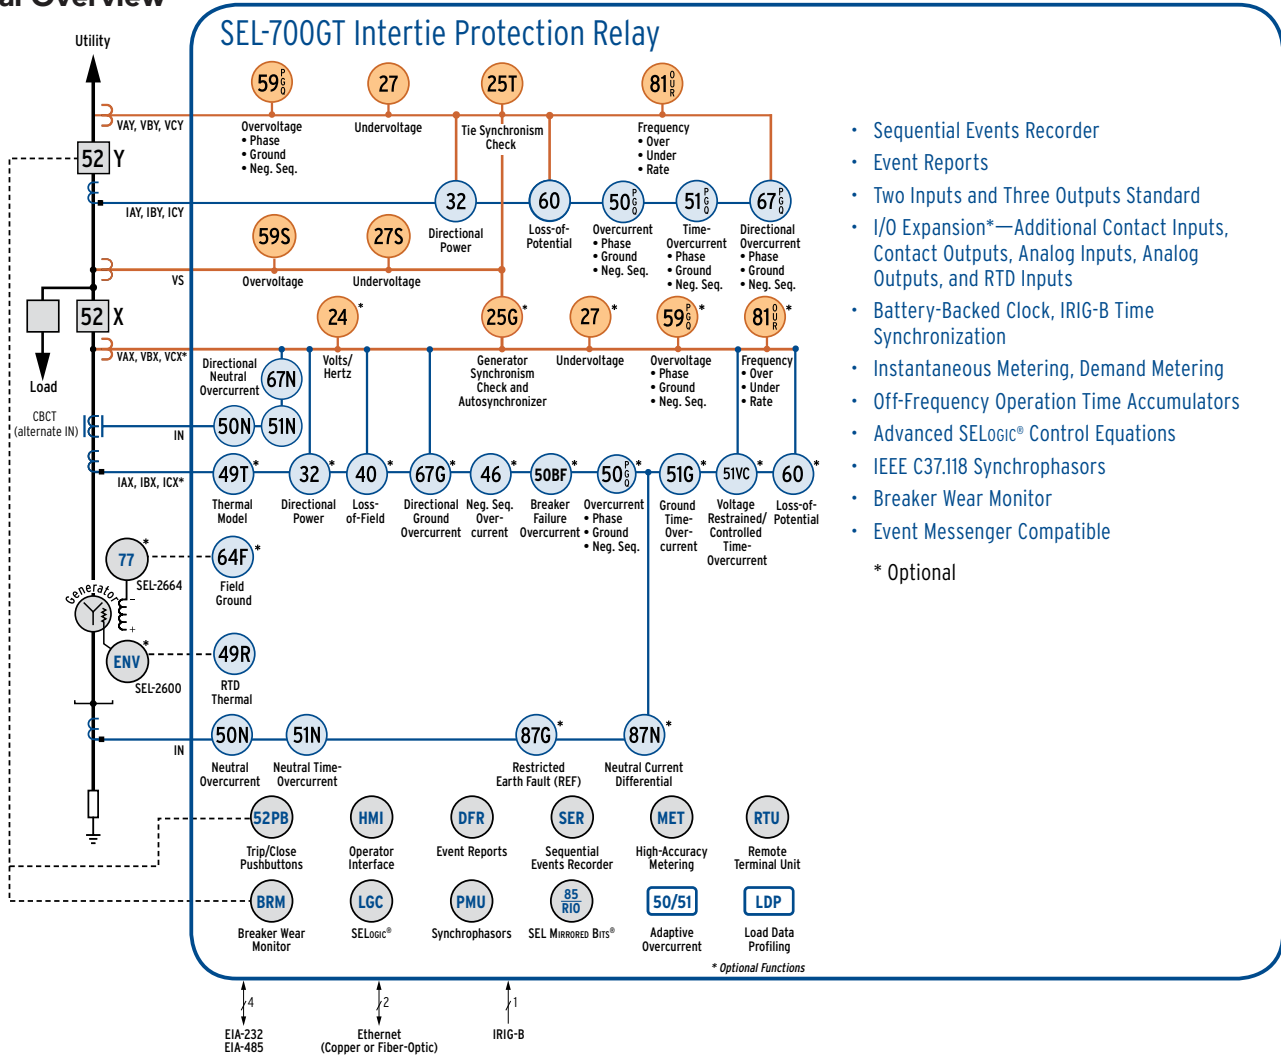 al Overview
SEL-700GT Intertie Protection Relay
Utility
59 P G Q
27
25T
81 O U R
VAY, VBY, VCY
Overvoltage
• Phase
• Ground
• Neg. Seq.
Undervoltage
Tie Synchronism
Check
Frequency
• Over
• Under
• Rate
52 Y
IAY, IBY, ICY
32
60
50 P G Q
51 P G Q
67 P G Q
Directional
Power
Loss-of-
Potential
Overcurrent
• Phase
• Ground
• Neg. Seq.
Time-
Overcurrent
• Phase
• Ground
• Neg. Seq.
Directional
Overcurrent
• Phase
• Ground
• Neg. Seq.
59S
27S
VS
Overvoltage
Undervoltage
52 X
Load
24 *
25G *
27 *
59 P G Q *
81 O U R *
VAX, VBX, VCX*
Volts/
Hertz
Generator
Synchronism
Check and
Autosynchronizer
Undervoltage
Overvoltage
• Phase
• Ground
• Neg. Seq.
Frequency
• Over
• Under
• Rate
Directional
Neutral
Overcurrent
67N
CBCT
(alternate IN)
IN
50N
51N
IAX, IBX, ICX*
49T *
32 *
40 *
67G *
46 *
50BF *
50 P G Q *
51G *
51VC *
60 *
Thermal
Model
Directional
Power
Loss-
of-Field
Directional
Ground
Overcurrent
Neg. Seq.
Over-
current
Breaker
Failure
Overcurrent
Overcurrent
• Phase
• Ground
• Neg. Seq.
Ground
Time-
Over-
current
Voltage
Restrained/
Controlled
Time-
Overcurrent
Loss-of-
Potential
77 *
SEL-2664
64F *
Field
Ground
Generator
- +
ENV *
SEL-2600
49R
RTD
Thermal
IN
50N
51N
87G *
87N *
Neutral
Overcurrent
Neutral Time-
Overcurrent
Restricted
Earth Fault (REF)
Neutral Current
Differential
52PB
HMI
DFR
SER
MET
RTU
Trip/Close
Pushbuttons
Operator
Interface
Event Reports
Sequential
Events Recorder
High-Accuracy
Metering
Remote
Terminal Unit
BRM
LGC
PMU
85
RIO
50/51
LDP
Breaker Wear
Monitor
SELOGIC®
Synchrophasors
SEL MIRRORED BITS®
Adaptive
Overcurrent
Load Data
Profiling
* Optional Functions
4
2
1
EIA-232
EIA-485
Ethernet
(Copper or Fiber-Optic)
IRIG-B
• Sequential Events Recorder
• Event Reports
• Two Inputs and Three Outputs Standard
• I/O Expansion*—Additional Contact Inputs,
Contact Outputs, Analog Inputs, Analog
Outputs, and RTD Inputs
• Battery-Backed Clock, IRIG-B Time
Synchronization
• Instantaneous Metering, Demand Metering
• Off-Frequency Operation Time Accumulators
• Advanced SELOGIC® Control Equations
• IEEE C37.118 Synchrophasors
• Breaker Wear Monitor
• Event Messenger Compatible
* Optional